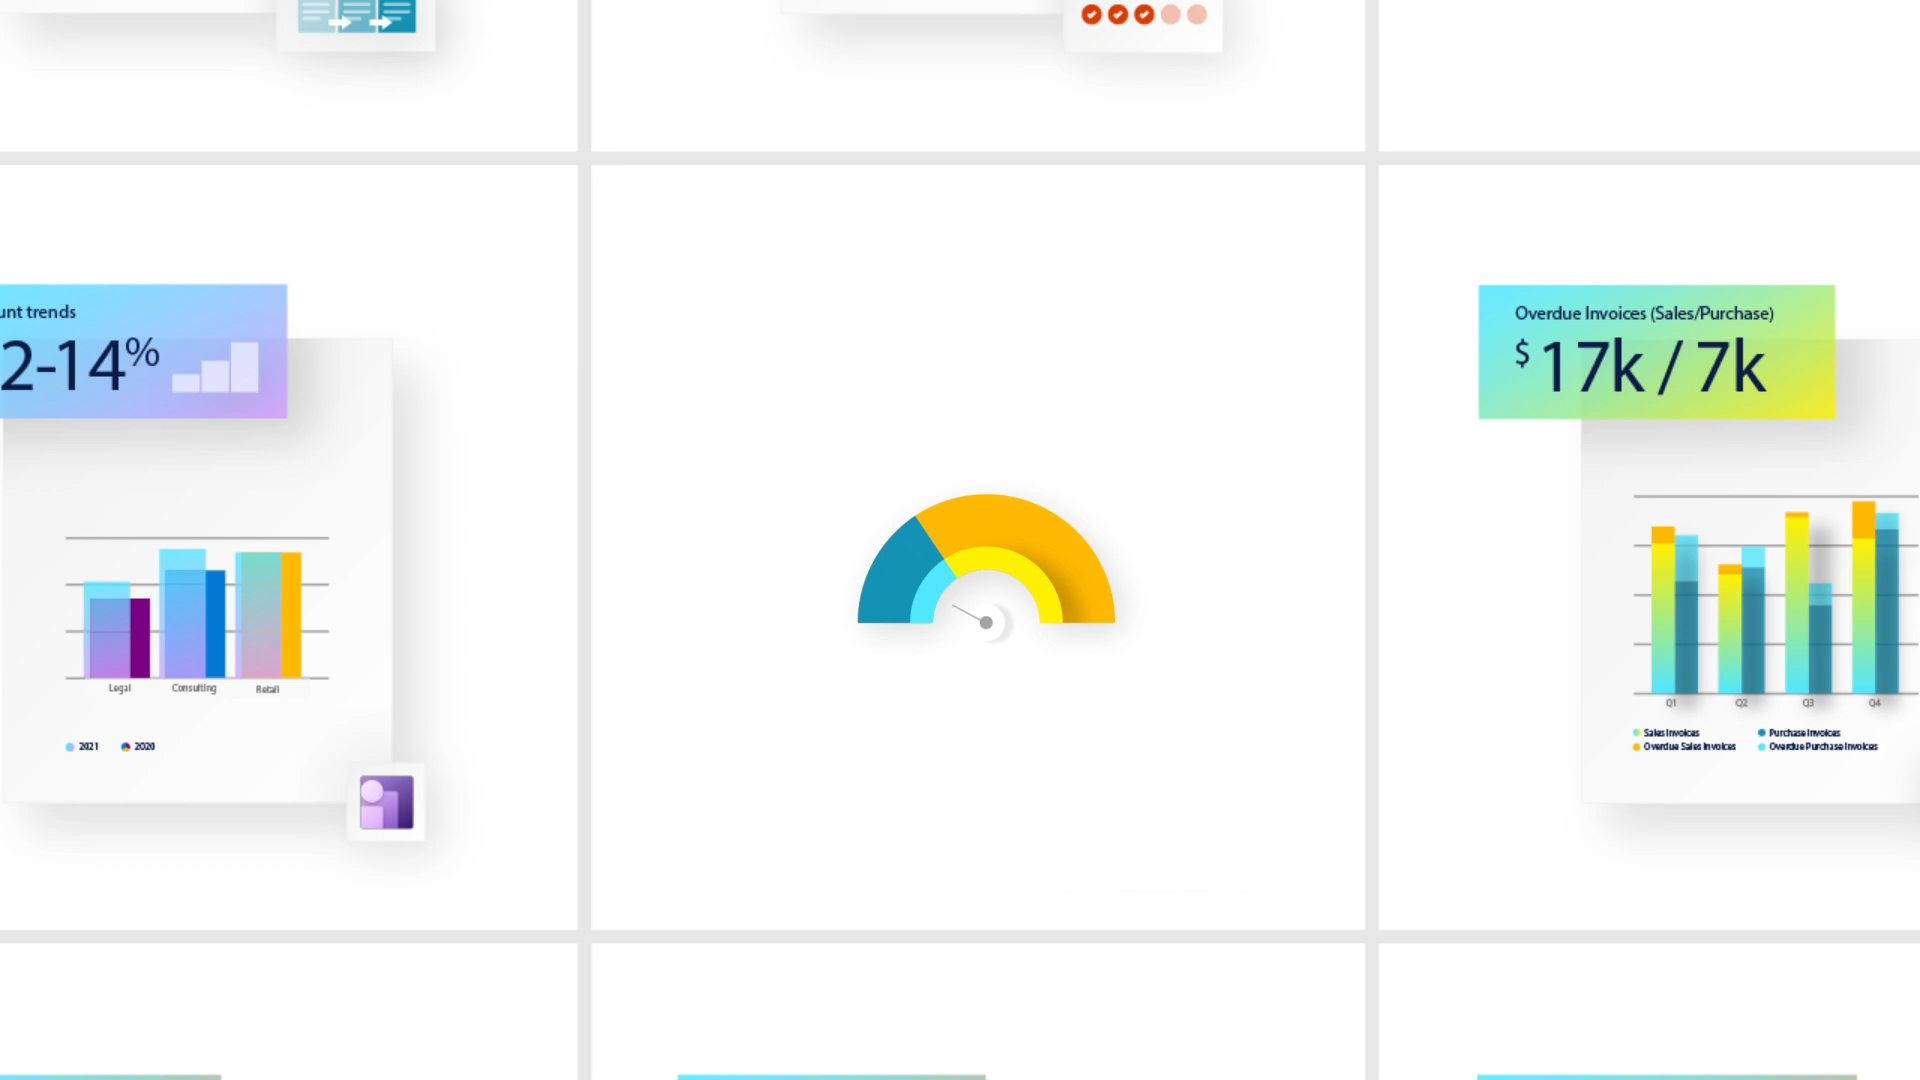 unt trends
2-14%
Legal Consulting Retail
2021 2020
Overdue Invoices (Sales/Purchase)
$17k / 7k
Q1 Q2 Q3 Q4
Sales Invoices Purchase Invoices
Overdue Sales Invoices Overdue Purchase Invoices